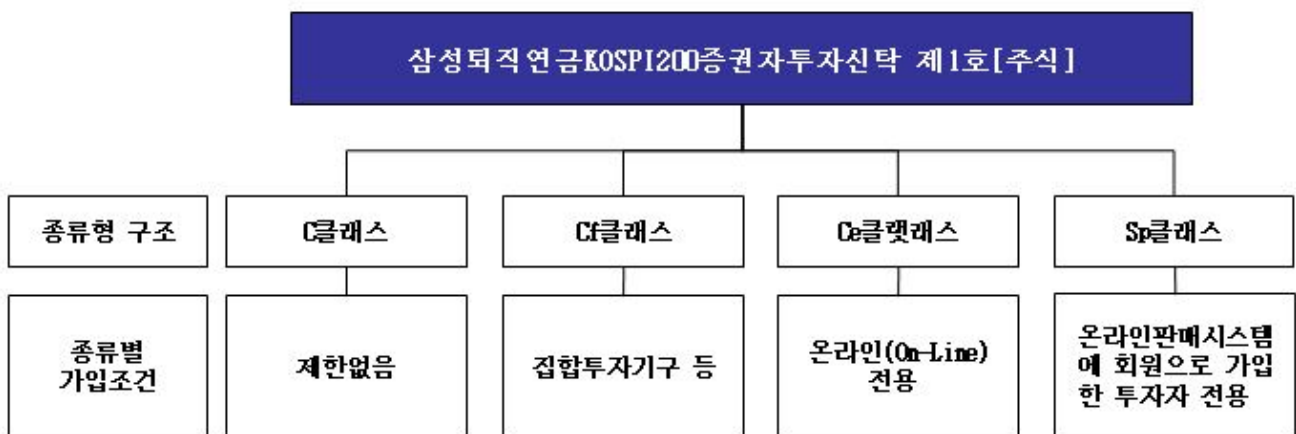 삼성퇴직연금KOSPI200증권자투자신탁 제1호[주식]
종류형 구조
C클래스
Cf클래스
Ce클랫래스
Sp클래스
종류별
가입조건
제한없음
집합투자기구 등
온라인(On-Line)
전용
온라인판매시스템
에 회원으로 가입
한 투자자 전용